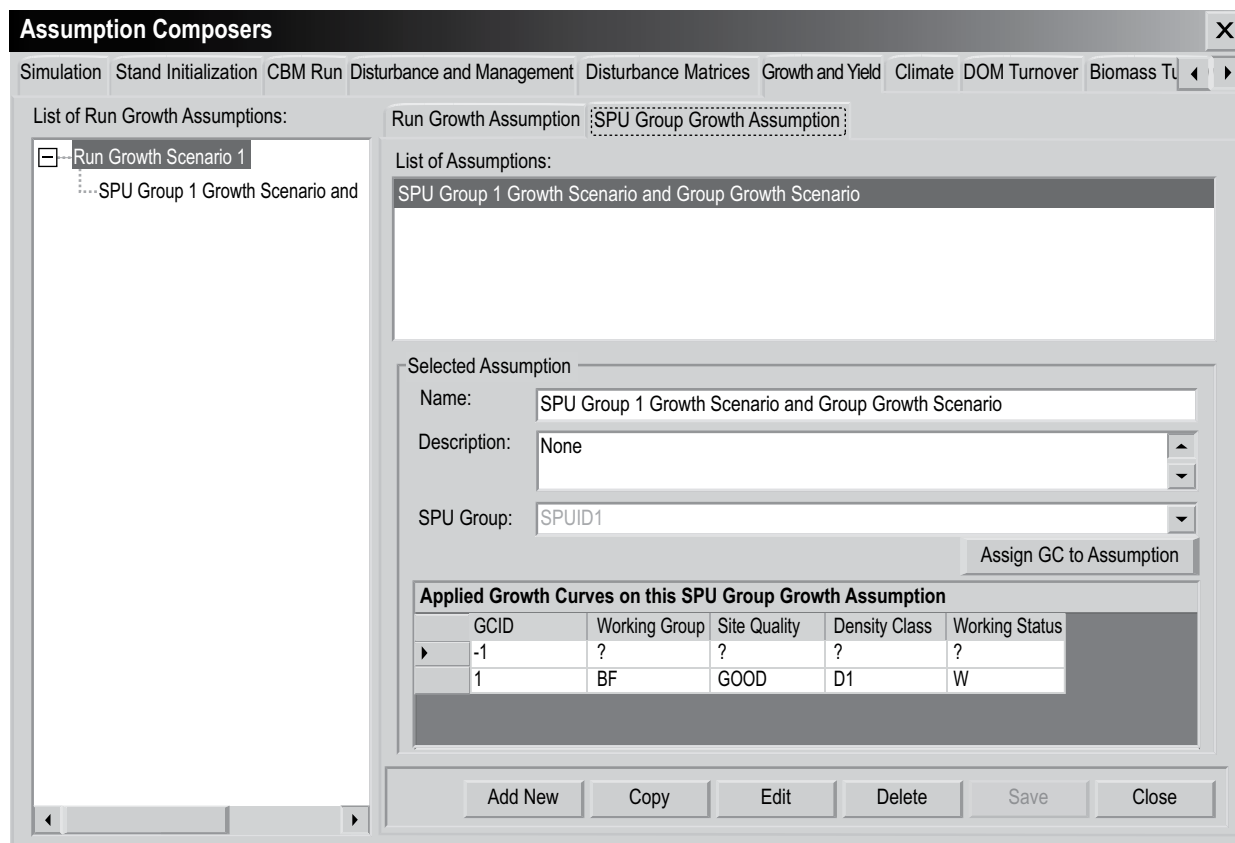 Assumption Composers
Simulation Stand Initialization CBM Run Disturbance and Management Disturbance Matrices Growth and Yield Climate DOM Turnover Biomass Tu
List of Run Growth Assumptions:
Run Growth Scenario 1
SPU Group 1 Growth Scenario and
Run Growth Assumption SPU Group Growth Assumption
List of Assumptions:
SPU Group 1 Growth Scenario and Group Growth Scenario
Selected Assumption
Name: SPU Group 1 Growth Scenario and Group Growth Scenario
Description: None
SPU Group: SPUID1
Assign GC to Assumption
Applied Growth Curves on this SPU Group Growth Assumption
GCID Working Group Site Quality Density Class Working Status
-1 ? ? ? ?
1 BF GOOD D1 W
Add New Copy Edit Delete Save Close